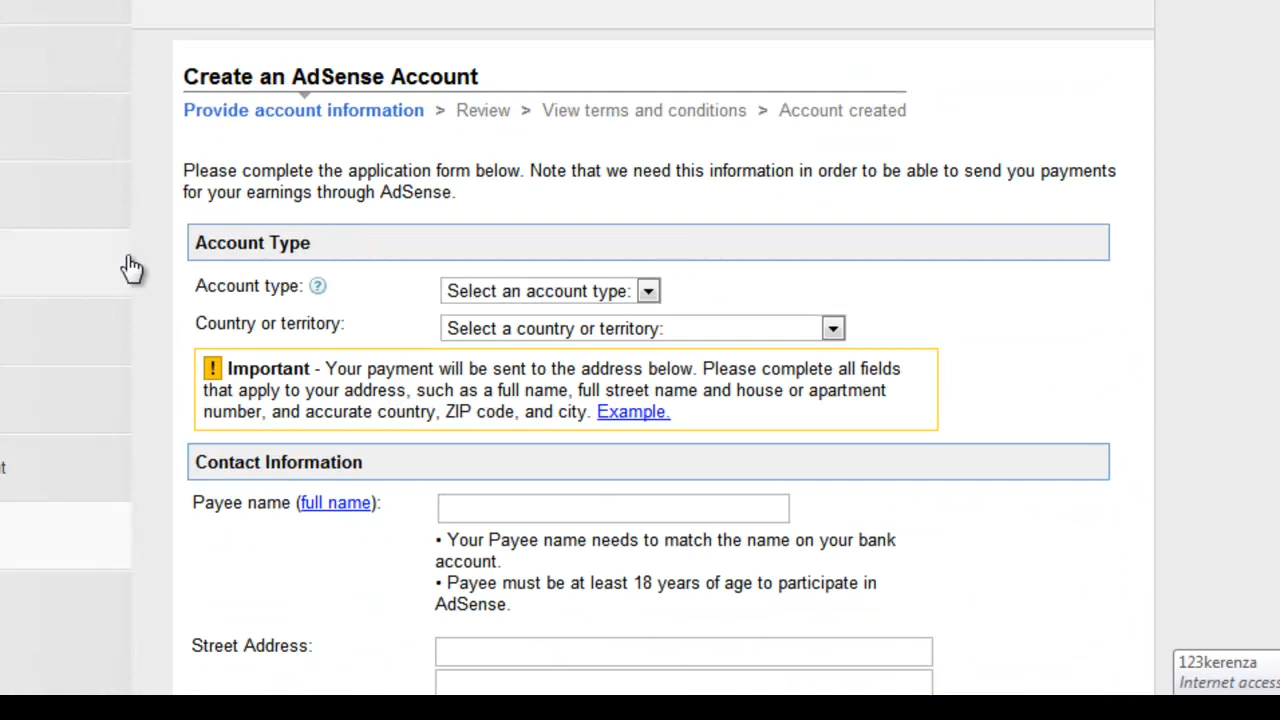 Create an AdSense Account
Provide account information > Review > View terms and conditions > Account created
Please complete the application form below. Note that we need this information in order to be able to send you payments
for your earnings through AdSense.
Account Type
Account type: ?
Select an account type:
Country or territory:
Select a country or territory:
! Important - Your payment will be sent to the address below. Please complete all fields
that apply to your address, such as a full name, full street name and house or apartment
number, and accurate country, ZIP code, and city. Example.
t
Contact Information
Payee name (full name):
• Your Payee name needs to match the name on your bank
account.
• Payee must be at least 18 years of age to participate in
AdSense.
Street Address:
123kerenza
Internet access